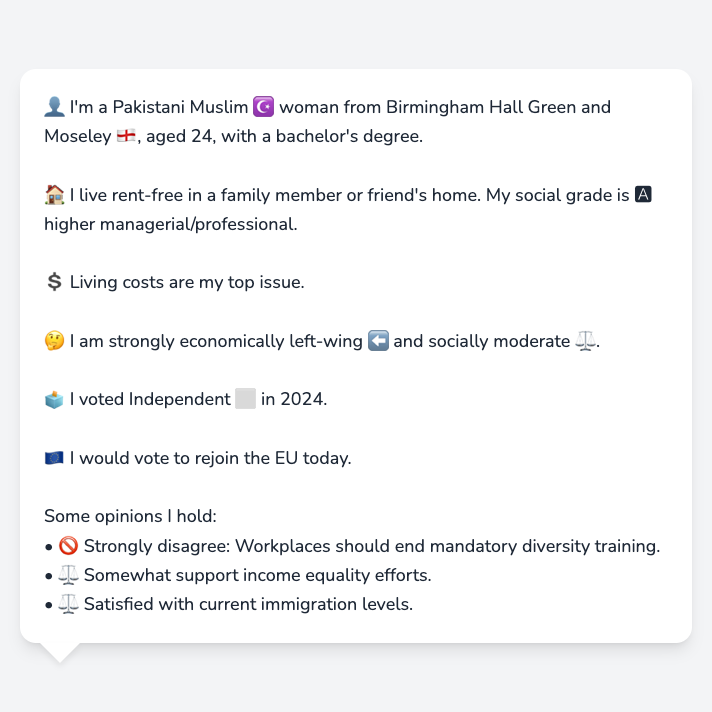 👤 I'm a Pakistani Muslim ☪️ woman from Birmingham Hall Green and
Moseley 🏴󠁧󠁢󠁥󠁮󠁧󠁿, aged 24, with a bachelor's degree.
🏠 I live rent-free in a family member or friend's home. My social grade is 🅰
higher managerial/professional.
💲 Living costs are my top issue.
🤔 I am strongly economically left-wing ⬅️ and socially moderate ⚖️.
🗳️ I voted Independent ⬜ in 2024.
🇪🇺 I would vote to rejoin the EU today.
Some opinions I hold:
• 🚫 Strongly disagree: Workplaces should end mandatory diversity training.
• ⚖️ Somewhat support income equality efforts.
• ⚖️ Satisfied with current immigration levels.